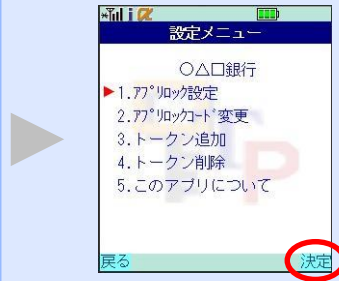 設定メニュー
○△□銀行
1.ｱﾌﾟﾘﾛｯｸ設定
2.ｱﾌﾟﾘﾛｯｸｺｰﾄﾞ変更
3.トークン追加
4.トークン削除
5.このアプリについて
戻る 決定